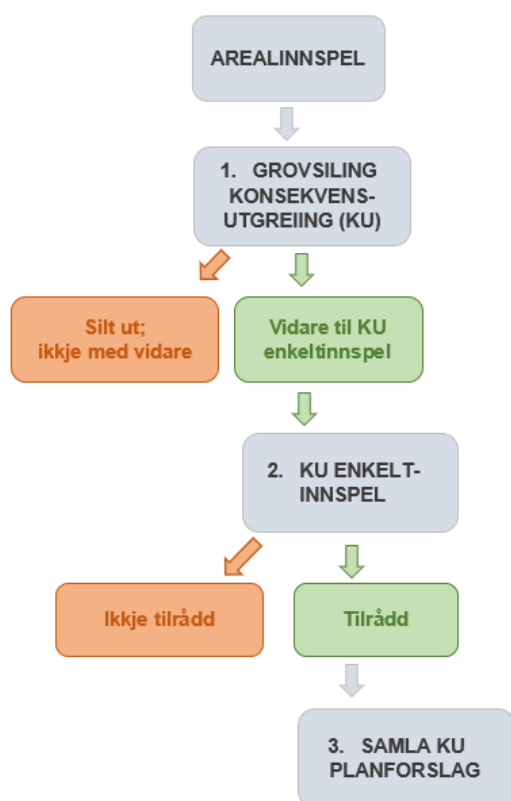 AREALINNSPEL
1. GROVSILING
KONSEKVENS-
UTGREIING (KU)
Silt ut;
ikkje med vidare
Vidare til KU
enkeltinnspel
2. KU ENKELT-
INNSPEL
Ikkje tilrådd
Tilrådd
3. SAMLA KU
PLANFORSLAG